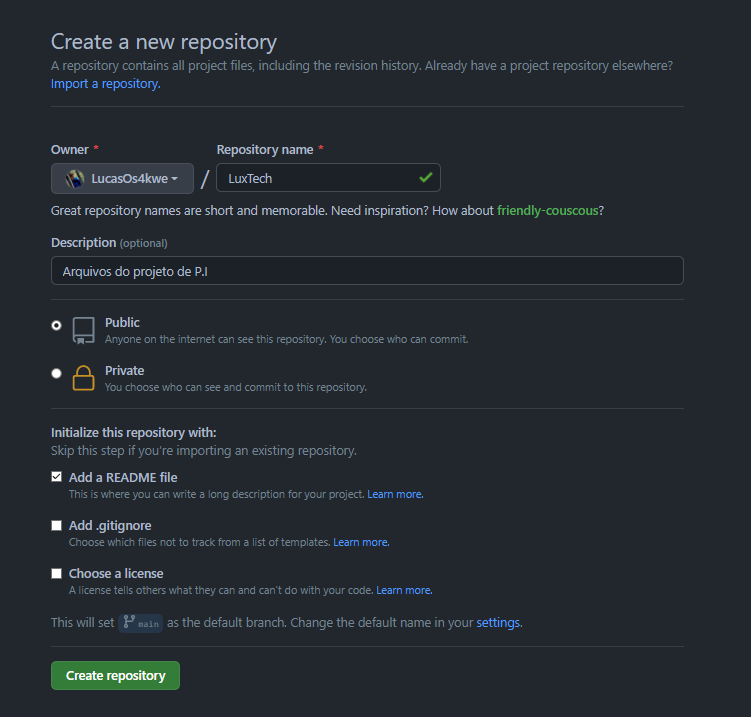 Create a new repository
A repository contains all project files, including the revision history. Already have a project repository elsewhere?
Import a repository.
Owner * Repository name *
LucasOs4kwe / LuxTech
Great repository names are short and memorable. Need inspiration? How about friendly-couscous?
Description (optional)
Arquivos do projeto de P.I
Public
Anyone on the internet can see this repository. You choose who can commit.
Private
You choose who can see and commit to this repository.
Initialize this repository with:
Skip this step if you're importing an existing repository.
Add a README file
This is where you can write a long description for your project. Learn more.
Add .gitignore
Choose which files not to track from a list of templates. Learn more.
Choose a license
A license tells others what they can and can't do with your code. Learn more.
This will set main as the default branch. Change the default name in your settings.
Create repository